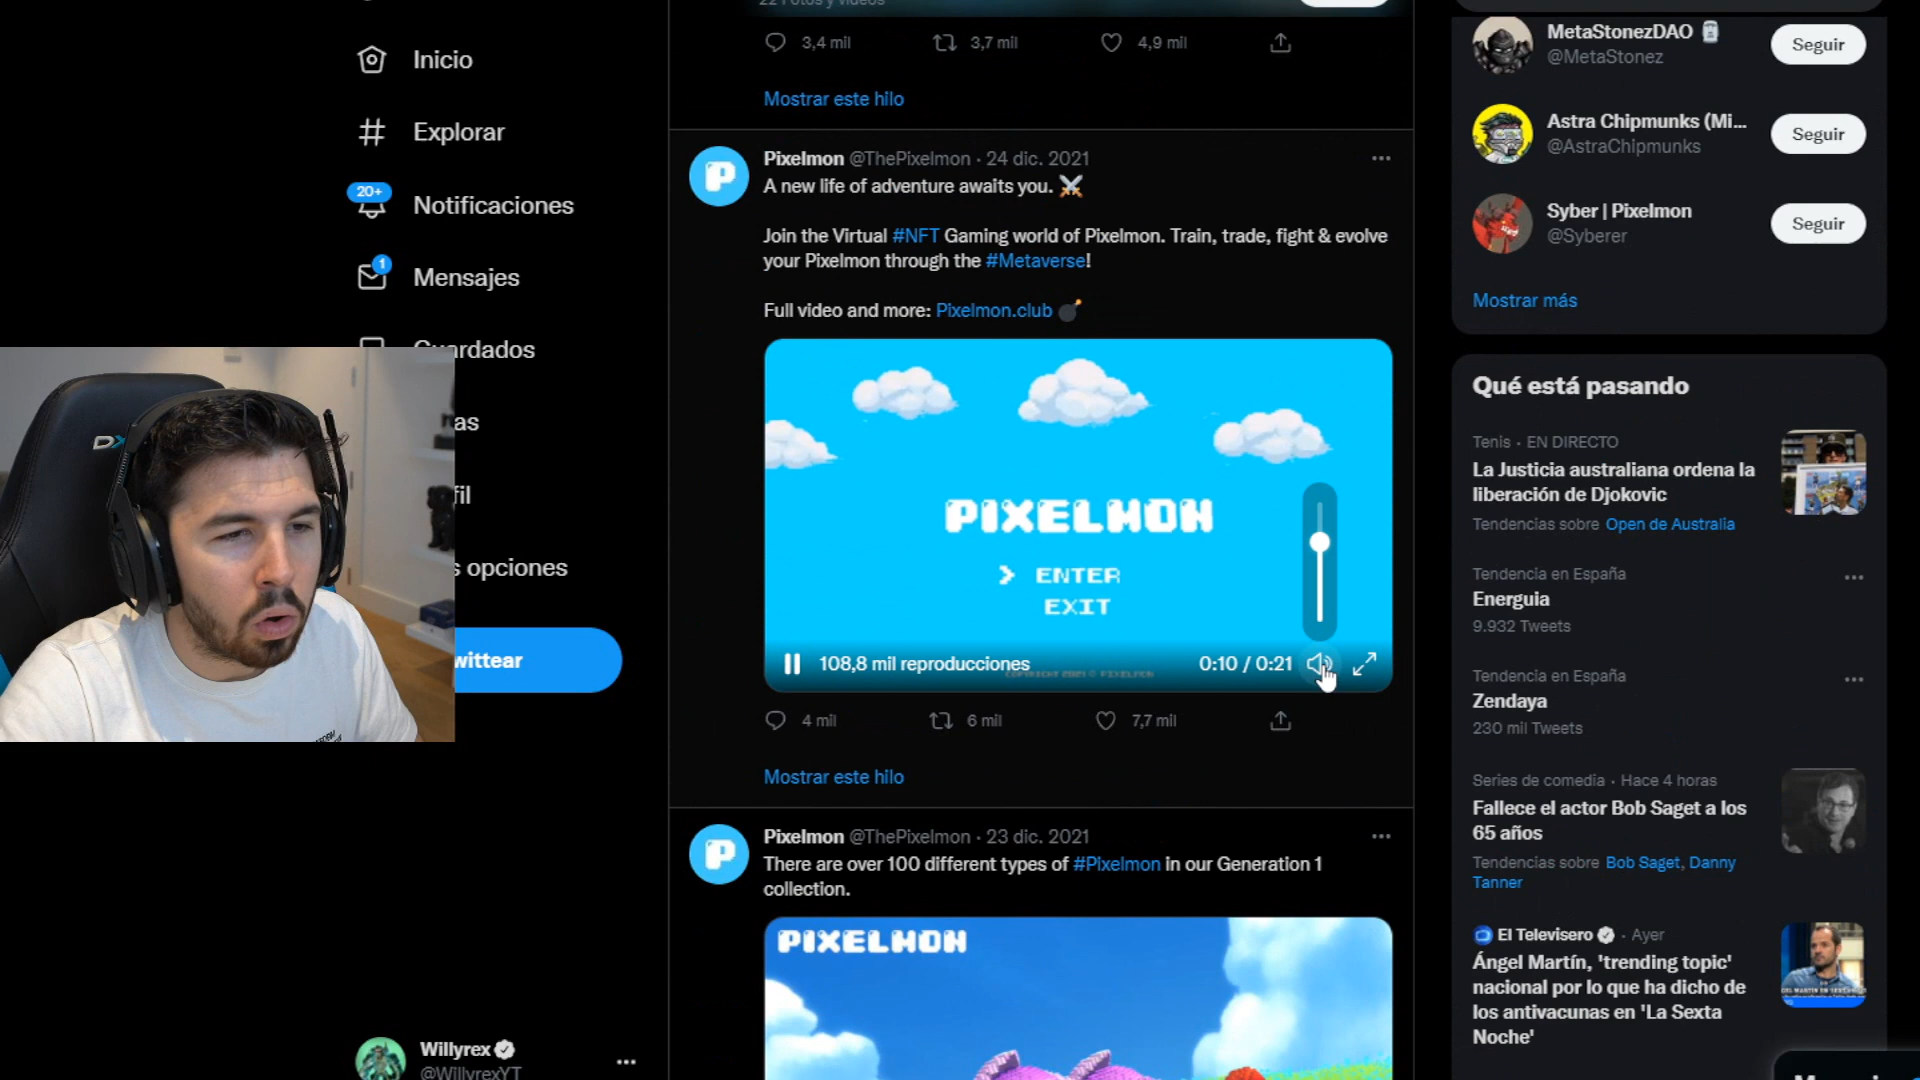 Inicio
Explorar
20+
Notificaciones
1
Mensajes
ardados
as
fil
s opciones
wittear
DX
Willyrex
@WillyrexYT
22 Fotos y videos
3,4 mil
3,7 mil
4,9 mil
Mostrar este hilo
Pixelmon @ThePixelmon · 24 dic. 2021
A new life of adventure awaits you.
Join the Virtual #NFT Gaming world of Pixelmon. Train, trade, fight & evolve
your Pixelmon through the #Metaverse!
Full video and more: Pixelmon.club
PIXELMON
ENTER
EXIT
COPYRIGHT 2021 © PIXELMON
108,8 mil reproducciones
0:10 / 0:21
4 mil
6 mil
7,7 mil
Mostrar este hilo
Pixelmon @ThePixelmon · 23 dic. 2021
There are over 100 different types of #Pixelmon in our Generation 1
collection.
PIXELMON
MetaStonezDAO
@MetaStonez
Seguir
Astra Chipmunks (Mi...
@AstraChipmunks
Seguir
Syber | Pixelmon
@Syberer
Seguir
Mostrar más
Qué está pasando
Tenis · EN DIRECTO
La Justicia australiana ordena la
liberación de Djokovic
Tendencias sobre Open de Australia
Tendencia en España
Energuia
9.932 Tweets
Tendencia en España
Zendaya
230 mil Tweets
Series de comedia · Hace 4 horas
Fallece el actor Bob Saget a los
65 años
Tendencias sobre Bob Saget, Danny
Tanner
El Televisero · Ayer
Ángel Martín, 'trending topic'
nacional por lo que ha dicho de
los antivacunas en 'La Sexta
Noche'